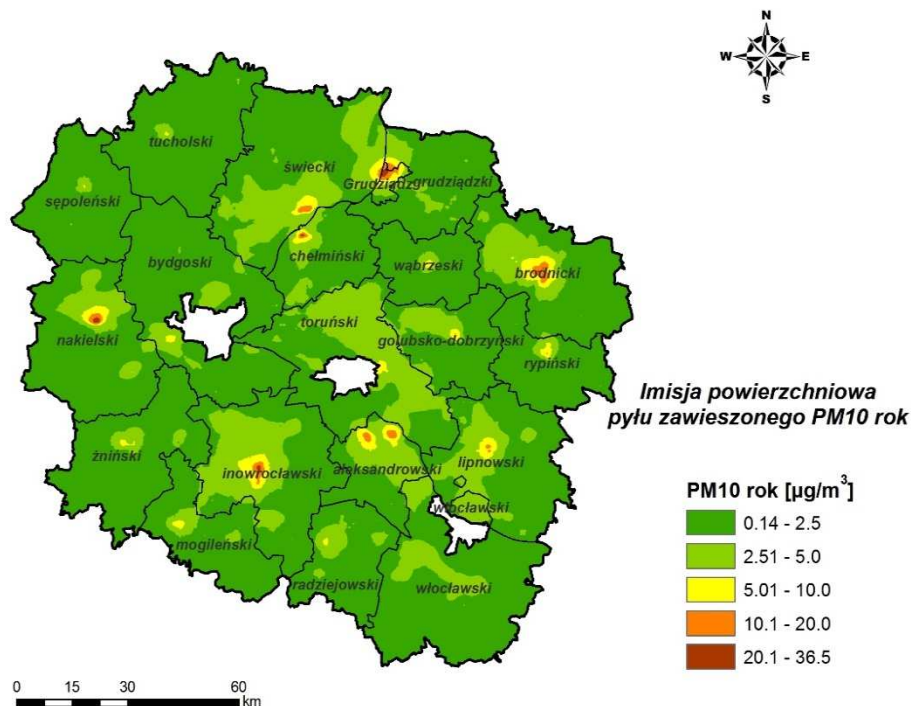 N
W E
S
tucholski
świecki
Grudziądz grudziądzki
sępoleński
bydgoski
chełmiński
wąbrzeski
brodnicki
toruński
nakielski
golubsko-dobrzyński
rypiński
Imisja powierzchniowa
pyłu zawieszonego PM10 rok
żniński
inowrocławski
aleksandrowski
lipnowski
włocławski
mogileński
radziejowski
włocławski
PM10 rok [µg/m³]
0.14 - 2.5
2.51 - 5.0
5.01 - 10.0
10.1 - 20.0
20.1 - 36.5
0 15 30 60
km